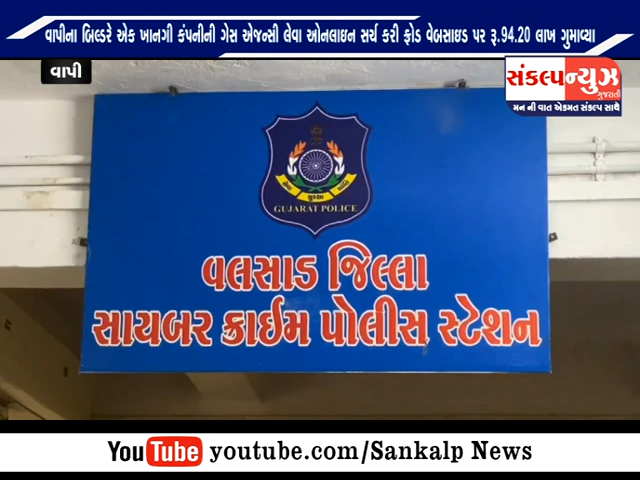 વાપીના બિલ્ડરે એક ખાનગી કંપનીની ગેસ એજન્સી લેવા ઓનલાઇન સર્ચ કરી ફ્રોડ વેબસાઇડ પર રૂ.94.20 લાખ ગુમાવ્યા
વાપી
સંકલ્પન્યુઝ
ગુજરાતી
મન ની વાત એકમત સંકલ્પ સાથે
GUJARAT POLICE
વલસાડ જિલ્લા
સાયબર ક્રાઈમ પોલીસ સ્ટેશન
YouTube youtube.com/Sankalp News